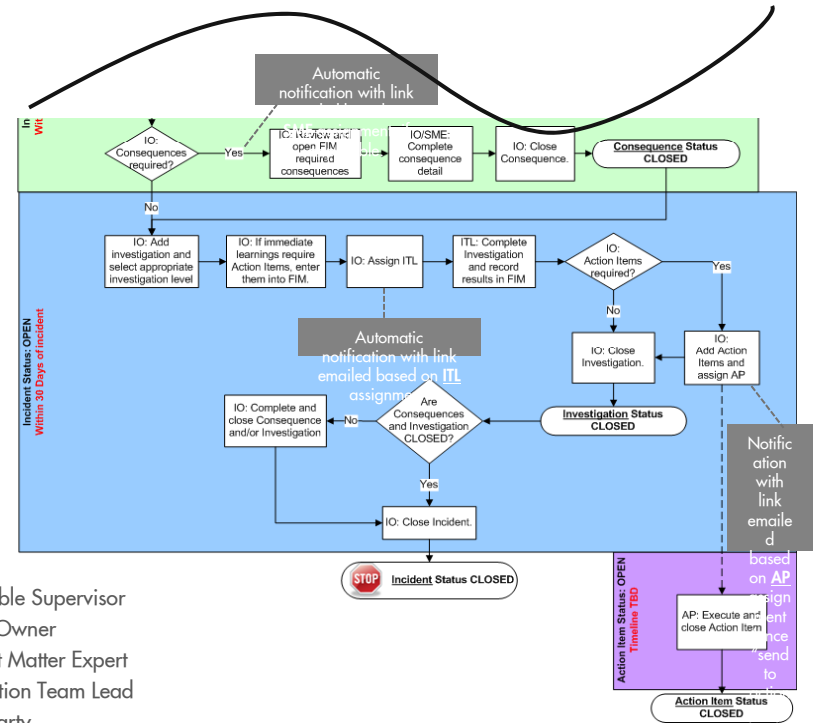 Automatic
notification with link
IO:
Consequences
required?
Yes
IO: Review and
open FIM
required
consequences
IO/SME:
Complete
consequence
detail
IO: Close
Consequence.
Consequence Status
CLOSED
No
Incident Status: OPEN
Within 30 Days of incident
IO: Add
investigation and
select appropriate
investigation level
IO: If immediate
learnings require
Action Items, enter
them into FIM.
IO: Assign ITL
ITL: Complete
Investigation
and record
results in FIM
IO:
Action Items
required?
Yes
No
Automatic
notification with link
emailed based on ITL
assignment
IO: Close
Investigation.
IO:
Add Action
Items and
assign AP
Investigation Status
CLOSED
Are
Consequences
and Investigation
CLOSED?
No
IO: Complete and
close Consequence
and/or Investigation
Yes
IO: Close Incident.
STOP
Incident Status CLOSED
Notific
ation
with
link
emaile
d
based
on AP
assign
ment
once
"send
to
Action Item Status: OPEN
Timeline TBD
AP: Execute and
close Action Item
Action Item Status
CLOSED
ble Supervisor
Owner
t Matter Expert
tion Team Lead
arty